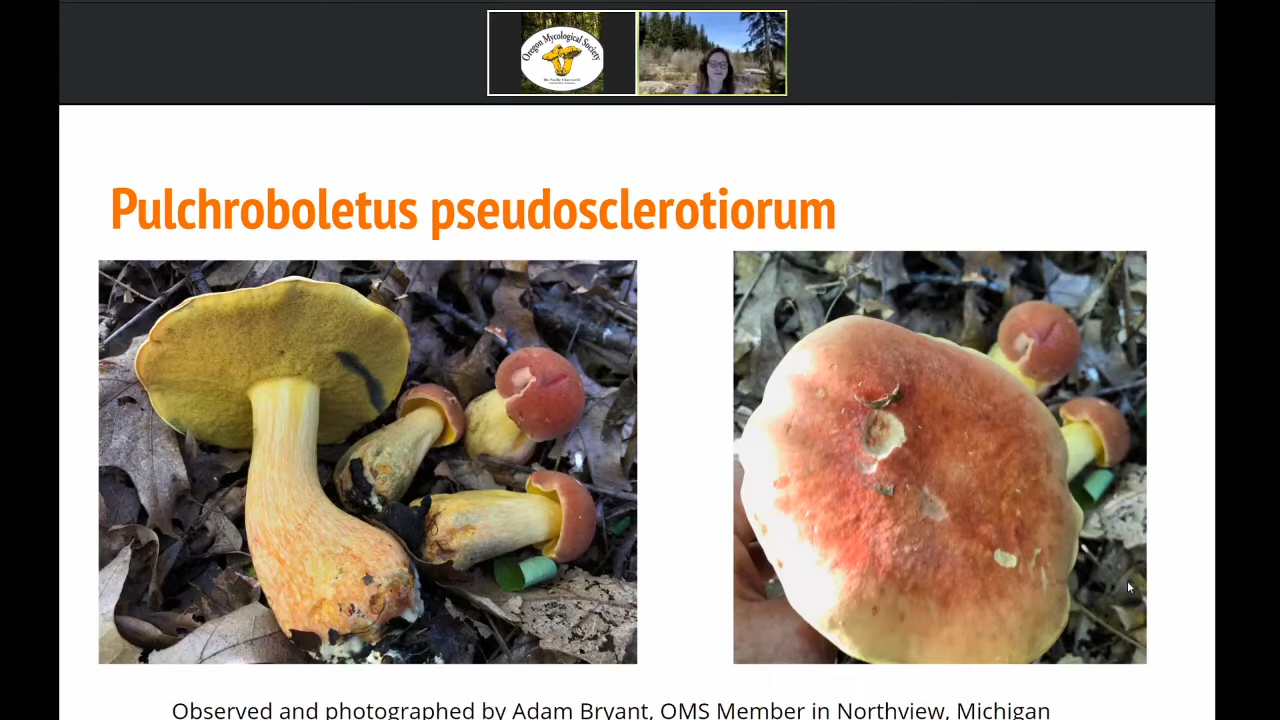 Oregon Mycological Society
Pulchroboletus pseudosclerotiorum
Observed and photographed by Adam Bryant, OMS Member in Northview, Michigan